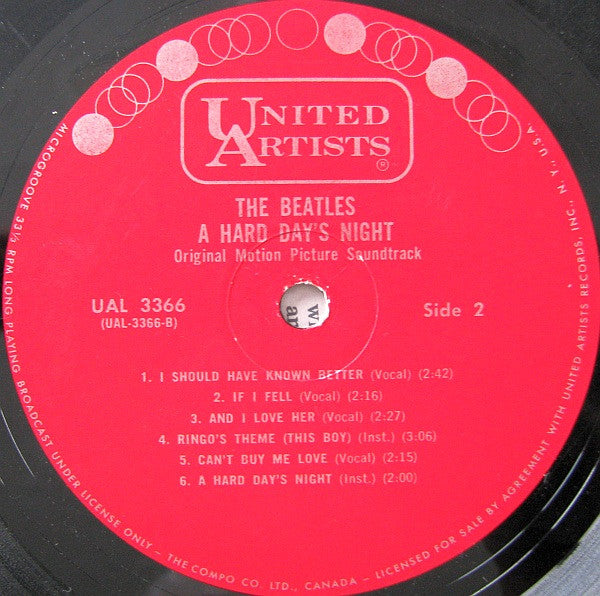 UNITED
ARTISTS
®
THE BEATLES
A HARD DAY'S NIGHT
Original Motion Picture Soundtrack
UAL 3366
(UAL-3366-B)
Side 2
1. I SHOULD HAVE KNOWN BETTER (Vocal) (2:42)
2. IF I FELL (Vocal) (2:16)
3. AND I LOVE HER (Vocal) (2:27)
4. RINGO'S THEME (THIS BOY) (Inst.) (3:06)
5. CAN'T BUY ME LOVE (Vocal) (2:15)
6. A HARD DAY'S NIGHT (Inst.) (2:00)
MICROGROOVE 33⅓ RPM LONG PLAYING BROADCAST UNDER LICENSE ONLY – THE COMPO CO. LTD., CANADA – LICENSED FOR SALE BY AGREEMENT WITH UNITED ARTISTS RECORDS, INC., N. Y., U.S.A.